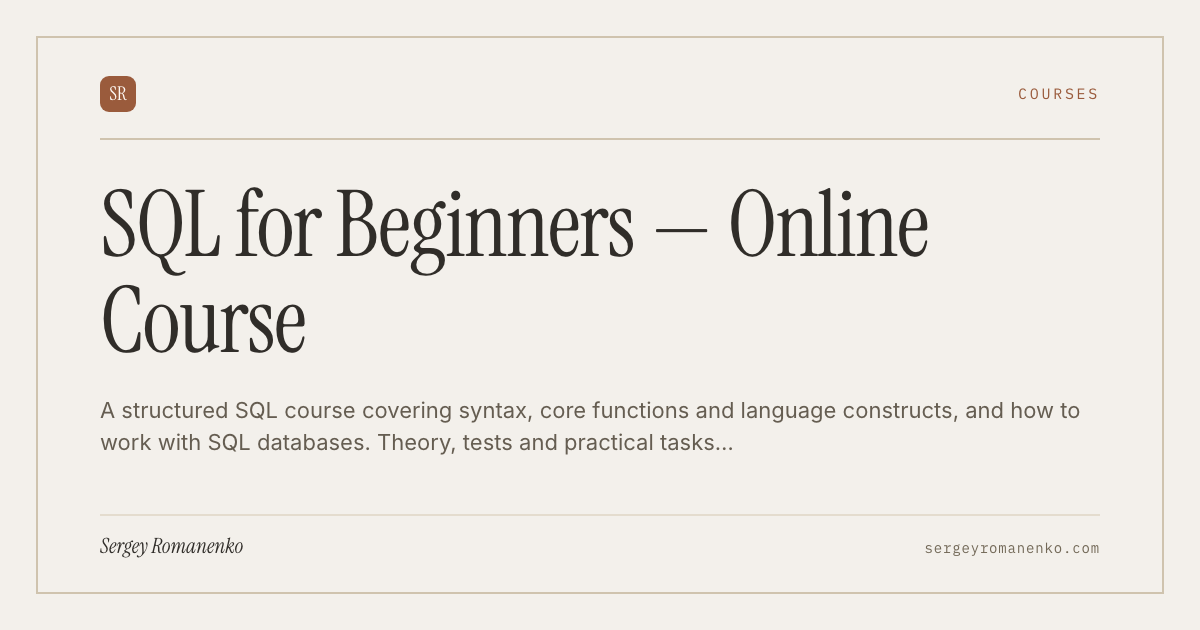 SR
COURSES
SQL for Beginners — Online
Course
A structured SQL course covering syntax, core functions and language constructs, and how to
work with SQL databases. Theory, tests and practical tasks...
Sergey Romanenko
sergeyromanenko.com